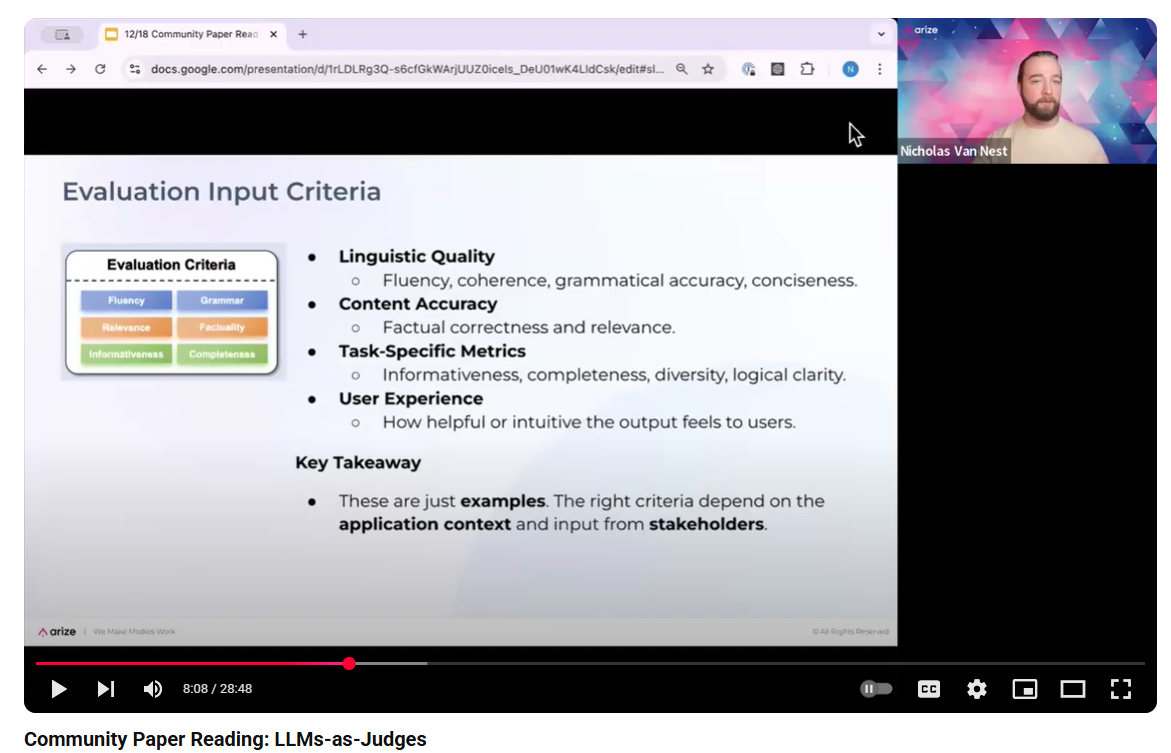 12/18 Community Paper Read
docs.google.com/presentation/d/1rLDLRg3Q-s6cfGkWArjUUZ0iceIs_DeU01wK4LIdCsk/edit#sl...
N
arize
Nicholas Van Nest
Evaluation Input Criteria
Evaluation Criteria
Fluency Grammar
Relevance Factuality
Informativeness Completeness
● Linguistic Quality
○ Fluency, coherence, grammatical accuracy, conciseness.
● Content Accuracy
○ Factual correctness and relevance.
● Task-Specific Metrics
○ Informativeness, completeness, diversity, logical clarity.
● User Experience
○ How helpful or intuitive the output feels to users.
Key Takeaway
● These are just examples. The right criteria depend on the
application context and input from stakeholders.
arize | We Make Models Work
© All Rights Reserved
8:08 / 28:48
CC
Community Paper Reading: LLMs-as-Judges